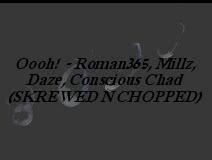 Oooh! - Roman365, Millz,
Daze, Conscious Chad
(SKREWED N CHOPPED)